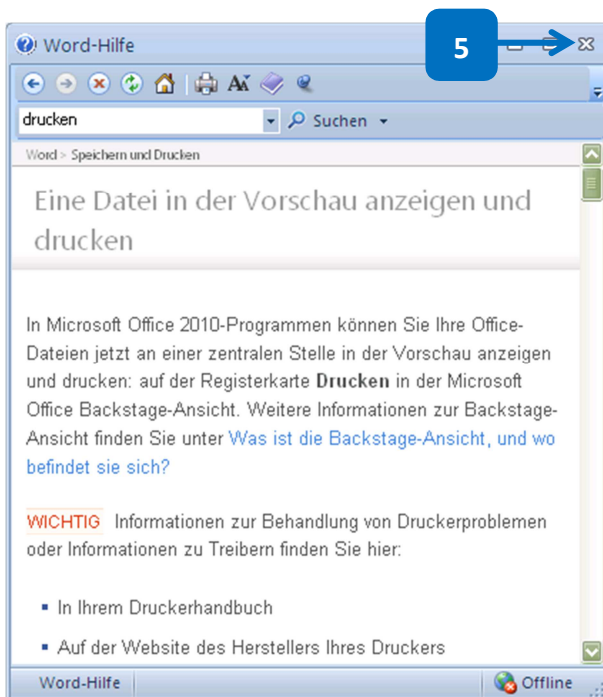 5
Word-Hilfe
drucken
Suchen
Word > Speichern und Drucken
Eine Datei in der Vorschau anzeigen und
drucken
In Microsoft Office 2010-Programmen können Sie Ihre Office-
Dateien jetzt an einer zentralen Stelle in der Vorschau anzeigen
und drucken: auf der Registerkarte Drucken in der Microsoft
Office Backstage-Ansicht. Weitere Informationen zur Backstage-
Ansicht finden Sie unter Was ist die Backstage-Ansicht, und wo
befindet sie sich?
WICHTIG Informationen zur Behandlung von Druckerproblemen
oder Informationen zu Treibern finden Sie hier:
▪ In Ihrem Druckerhandbuch
▪ Auf der Website des Herstellers Ihres Druckers
Word-Hilfe Offline